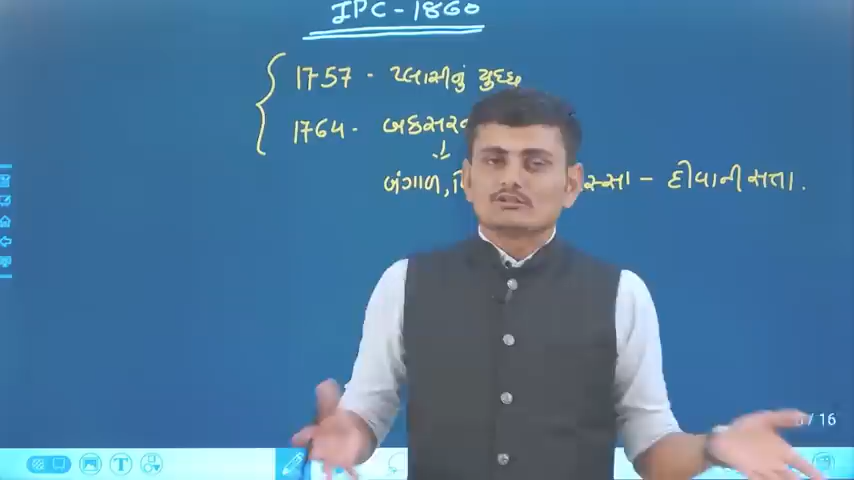 IPC - 1860
1757 - પ્લાસીનું યુદ્ધ
1764 - બક્સર
બંગાળ, - દીવાની સત્તા.
/ 16
T